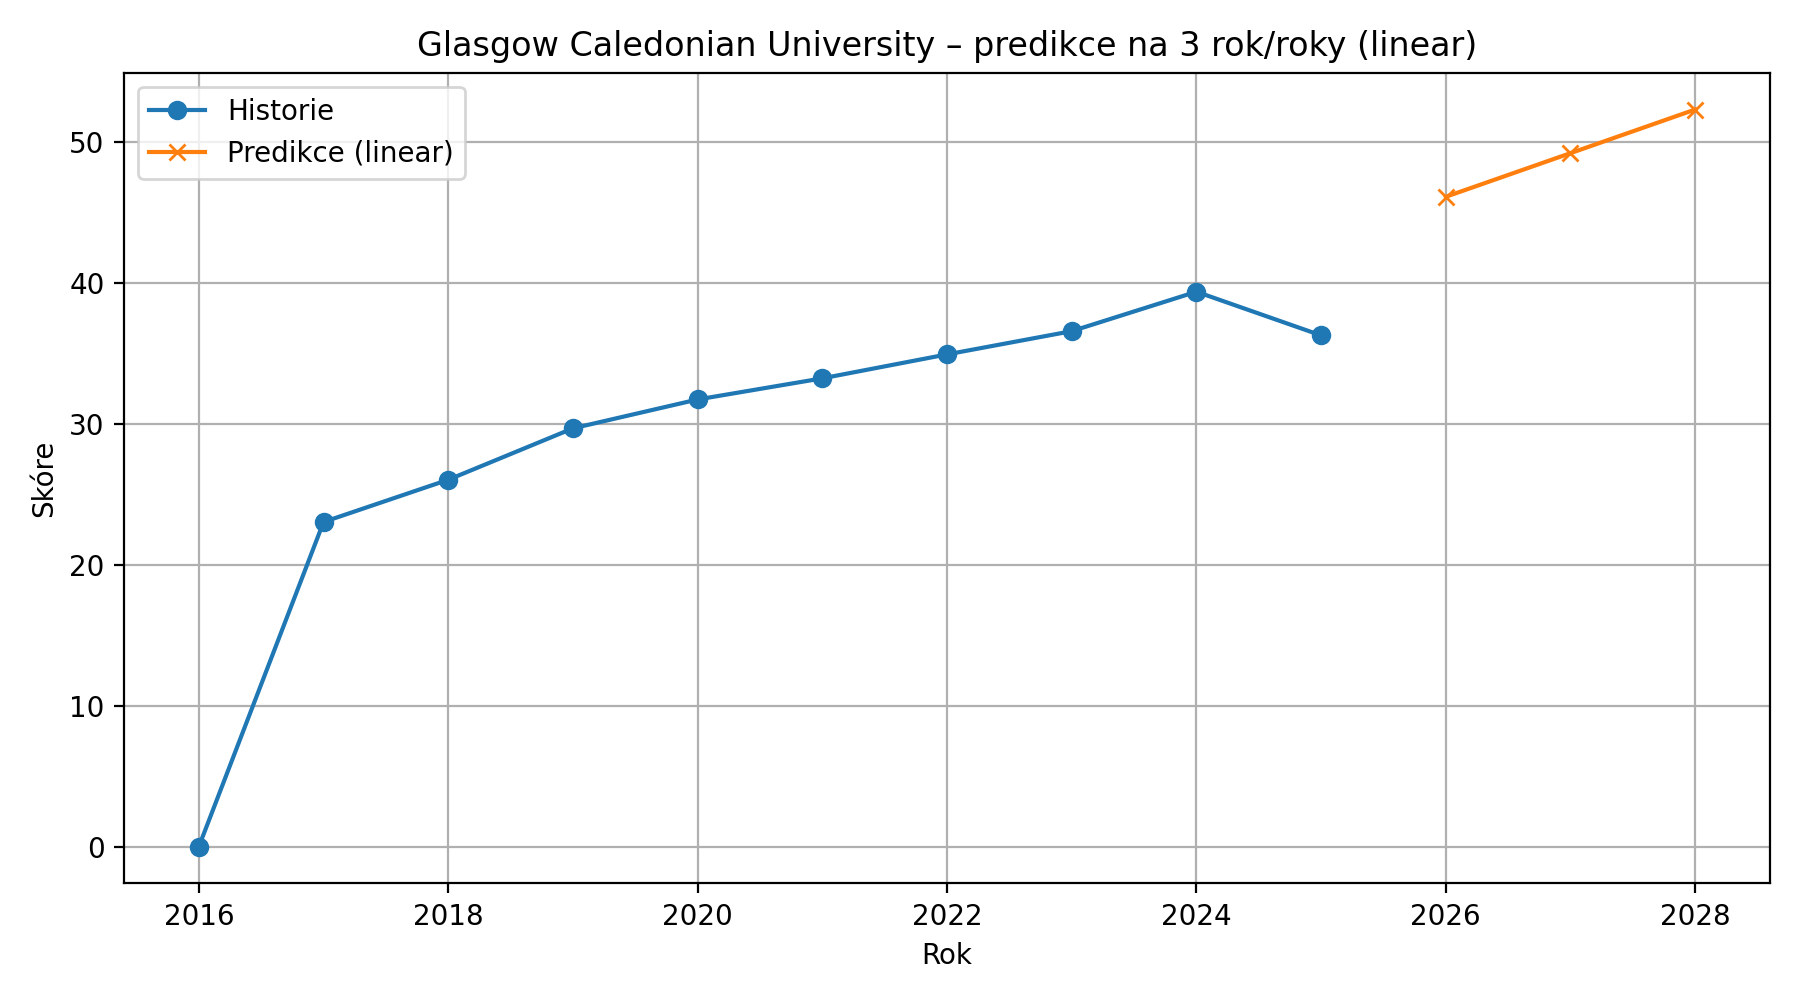 Glasgow Caledonian University – predikce na 3 rok/roky (linear)
Historie
Predikce (linear)
50
40
30
20
10
0
Skóre
2016 2018 2020 2022 2024 2026 2028
Rok